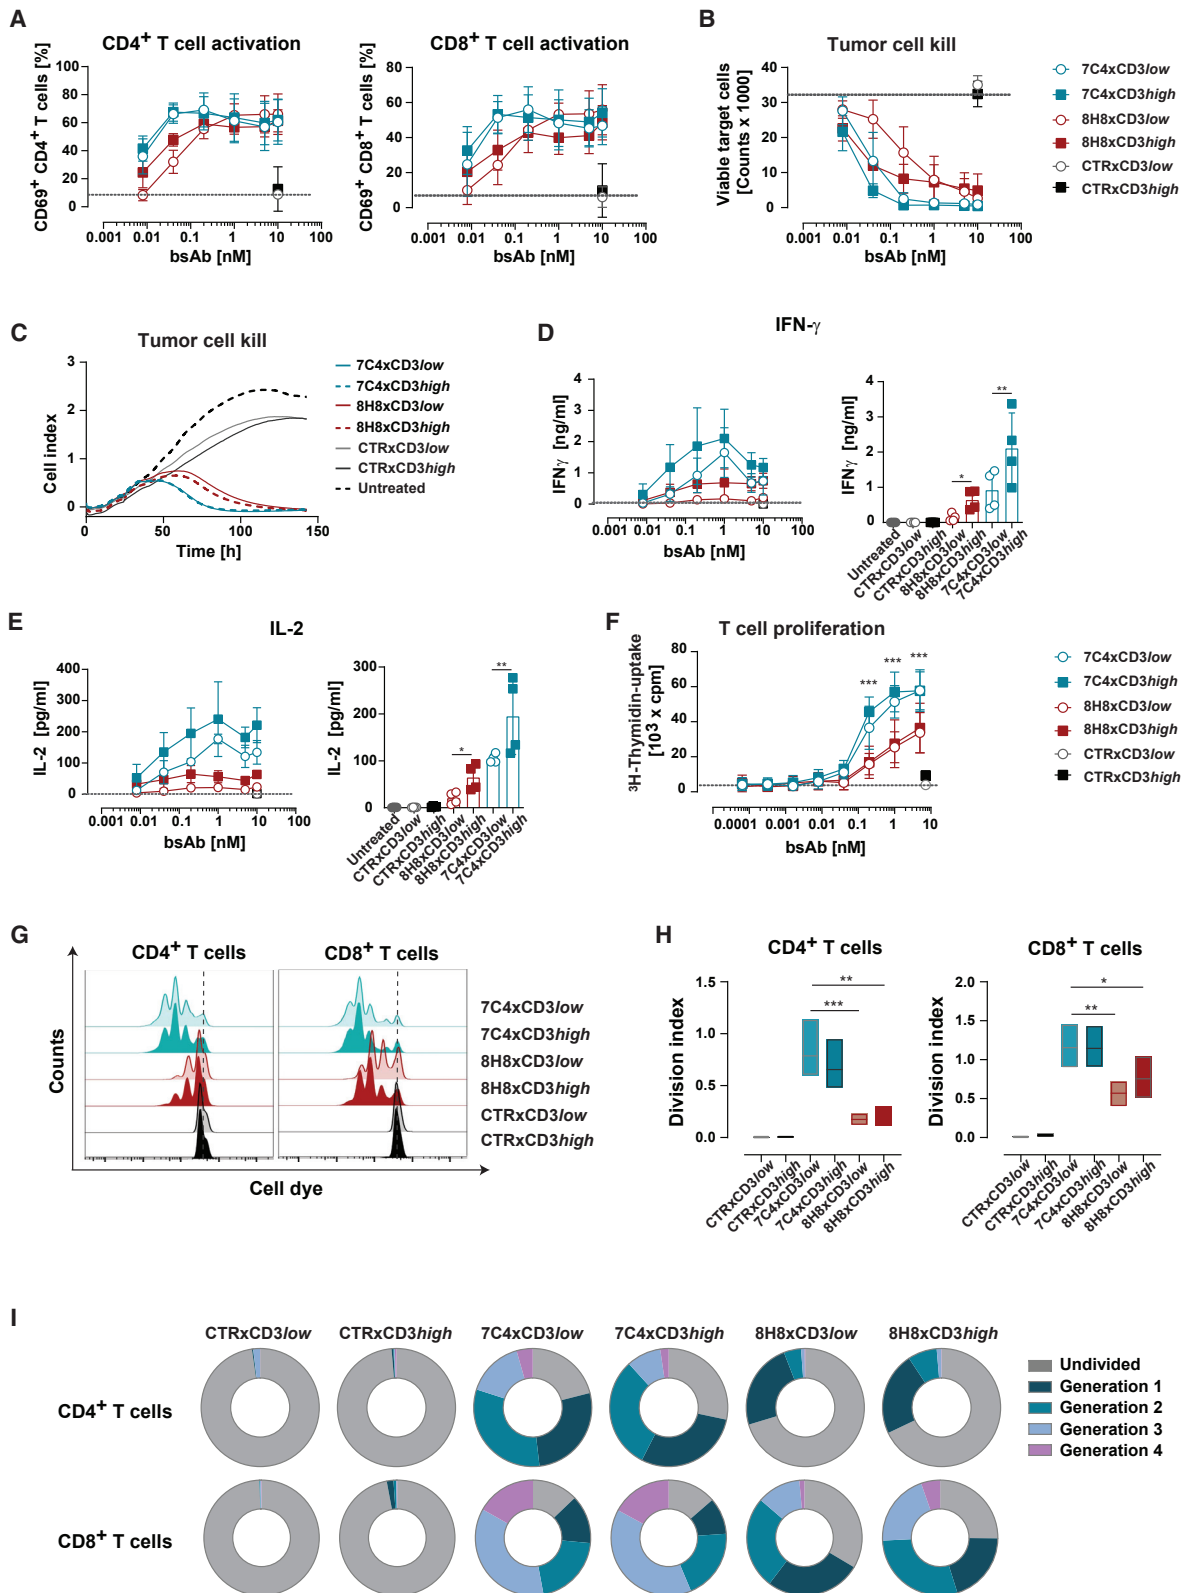 A
CD4+ T cell activation
CD69+ CD4+ T cells [%]
100
80
60
40
20
0
0.001 0.01 0.1 1 10 100
bsAb [nM]
CD8+ T cell activation
CD69+ CD8+ T cells [%]
80
60
40
20
0
0.001 0.01 0.1 1 10 100
bsAb [nM]
B
Tumor cell kill
Viable target cells
[Counts x 1000]
40
30
20
10
0
0.001 0.01 0.1 1 10 100
bsAb [nM]
7C4xCD3low
7C4xCD3high
8H8xCD3low
8H8xCD3high
CTRxCD3low
CTRxCD3high
C
Tumor cell kill
Cell index
3
2
1
0
0 50 100 150
Time [h]
7C4xCD3low
7C4xCD3high
8H8xCD3low
8H8xCD3high
CTRxCD3low
CTRxCD3high
Untreated
D
IFN-γ
IFNγ [ng/ml]
4
3
2
1
0
0.001 0.01 0.1 1 10 100
bsAb [nM]
IFNγ [ng/ml]
4
3
2
1
0
*
**
Untreated
CTRxCD3low
CTRxCD3high
8H8xCD3low
8H8xCD3high
7C4xCD3low
7C4xCD3high
E
IL-2
IL-2 [pg/ml]
400
300
200
100
0
0.001 0.01 0.1 1 10 100
bsAb [nM]
IL-2 [pg/ml]
300
200
100
0
*
**
Untreated
CTRxCD3low
CTRxCD3high
8H8xCD3low
8H8xCD3high
7C4xCD3low
7C4xCD3high
F
T cell proliferation
3H-Thymidin-uptake
[103 x cpm]
80
60
40
20
0
*** *** ***
0.0001 0.001 0.01 0.1 1 10
bsAb [nM]
7C4xCD3low
7C4xCD3high
8H8xCD3low
8H8xCD3high
CTRxCD3low
CTRxCD3high
G
CD4+ T cells
CD8+ T cells
Counts
7C4xCD3low
7C4xCD3high
8H8xCD3low
8H8xCD3high
CTRxCD3low
CTRxCD3high
Cell dye
H
CD4+ T cells
Division index
1.5
1.0
0.5
0.0
**
***
CTRxCD3low
CTRxCD3high
7C4xCD3low
7C4xCD3high
8H8xCD3low
8H8xCD3high
CD8+ T cells
Division index
2.0
1.5
1.0
0.5
0.0
*
**
CTRxCD3low
CTRxCD3high
7C4xCD3low
7C4xCD3high
8H8xCD3low
8H8xCD3high
I
CTRxCD3low CTRxCD3high 7C4xCD3low 7C4xCD3high 8H8xCD3low 8H8xCD3high
CD4+ T cells
CD8+ T cells
Undivided
Generation 1
Generation 2
Generation 3
Generation 4